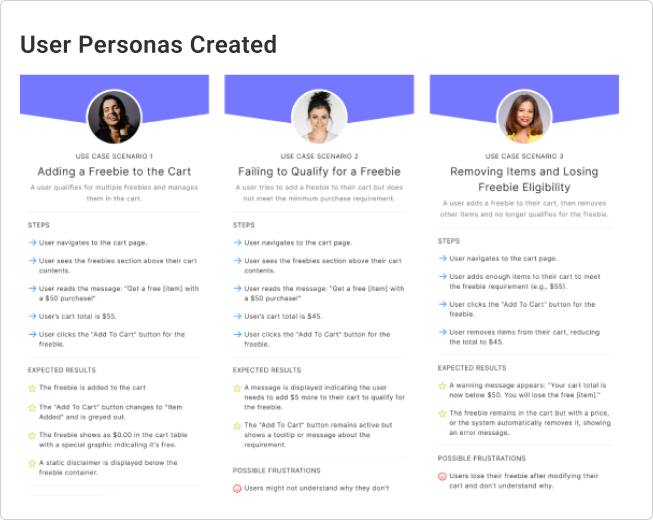 User Personas Created
USE CASE SCENARIO 1
Adding a Freebie to the Cart
A user qualifies for multiple freebies and manages
them in the cart.
STEPS
User navigates to the cart page.
User sees the freebies section above their cart
contents.
User reads the message: "Get a free [item] with
a $50 purchase!"
User's cart total is $55.
User clicks the "Add To Cart" button for the
freebie.
EXPECTED RESULTS
The freebie is added to the cart
The "Add To Cart" button changes to "Item
Added" and is greyed out.
The freebie shows as $0.00 in the cart table
with a special graphic indicating it's free.
A static disclaimer is displayed below the
freebie container.
USE CASE SCENARIO 2
Failing to Qualify for a Freebie
A user tries to add a freebie to their cart but does
not meet the minimum purchase requirement.
STEPS
User navigates to the cart page.
User sees the freebies section above their cart
contents.
User reads the message: "Get a free [item] with
a $50 purchase!"
User's cart total is $45.
User clicks the "Add To Cart" button for the
freebie.
EXPECTED RESULTS
A message is displayed indicating the user
needs to add $5 more to their cart to qualify for
the freebie.
The "Add To Cart" button remains active but
shows a tooltip or message about the
requirement.
POSSIBLE FRUSTRATIONS
Users might not understand why they don't
USE CASE SCENARIO 3
Removing Items and Losing
Freebie Eligibility
A user adds a freebie to their cart, then removes
other items and no longer qualifies for the freebie.
STEPS
User navigates to the cart page.
User adds enough items to their cart to meet
the freebie requirement (e.g., $55).
User clicks the "Add To Cart" button for the
freebie.
User removes items from their cart, reducing
the total to $45.
EXPECTED RESULTS
A warning message appears: "Your cart total is
now below $50. You will lose the free [item]."
The freebie remains in the cart but with a price,
or the system automatically removes it, showing
an error message.
POSSIBLE FRUSTRATIONS
Users lose their freebie after modifying their
cart and don't understand why.